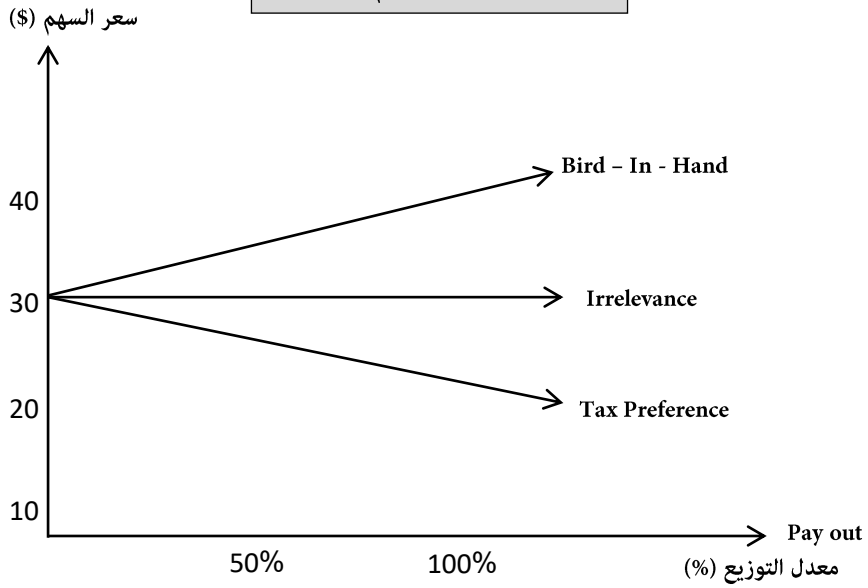 سعر السهم ($)
Bird – In - Hand
40
30
Irrelevance
20
Tax Preference
10
Pay out
50%
100%
معدل التوزيع (%)